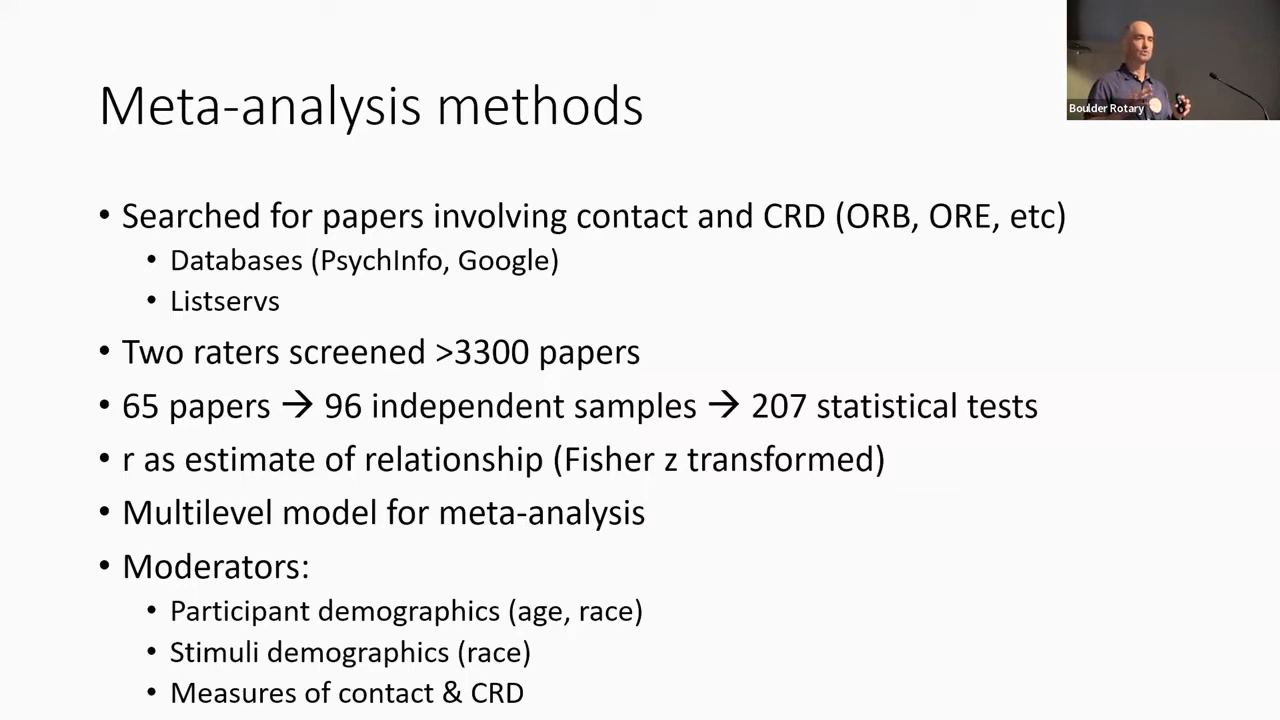 Meta-analysis methods
Boulder Rotary
• Searched for papers involving contact and CRD (ORB, ORE, etc)
• Databases (PsychInfo, Google)
• Listservs
• Two raters screened >3300 papers
• 65 papers → 96 independent samples → 207 statistical tests
• r as estimate of relationship (Fisher z transformed)
• Multilevel model for meta-analysis
• Moderators:
• Participant demographics (age, race)
• Stimuli demographics (race)
• Measures of contact & CRD